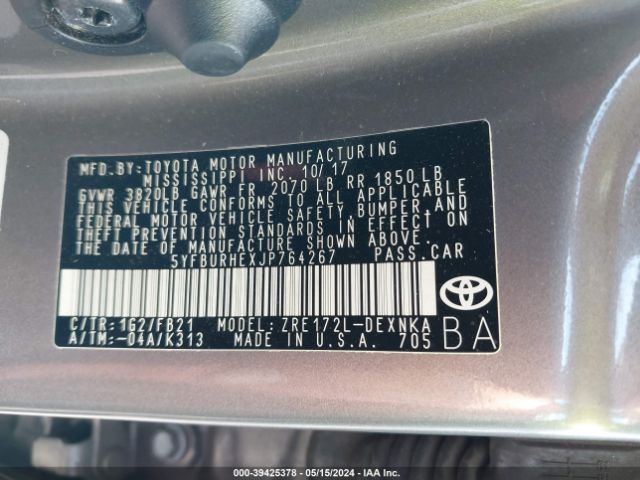 MFD.BY:TOYOTA MOTOR MANUFACTURING
MISSISSIPPI INC. 10/17
GVWR 3820LB GAWR FR 2070 LB RR 1850 LB
THIS VEHICLE CONFORMS TO ALL APPLICABLE
FEDERAL MOTOR VEHICLE SAFETY, BUMPER AND
THEFT PREVENTION STANDARDS IN EFFECT ON
THE DATE OF MANUFACTURE SHOWN ABOVE.
5YFBURHEXJP764267 PASS.CAR
C/TR:1G2/FB21 MODEL: ZRE172L-DEXNKA
A/TM:-04A/K313 MADE IN U.S.A. 705
BA
000-39425378 - 05/15/2024 - IAA Inc.